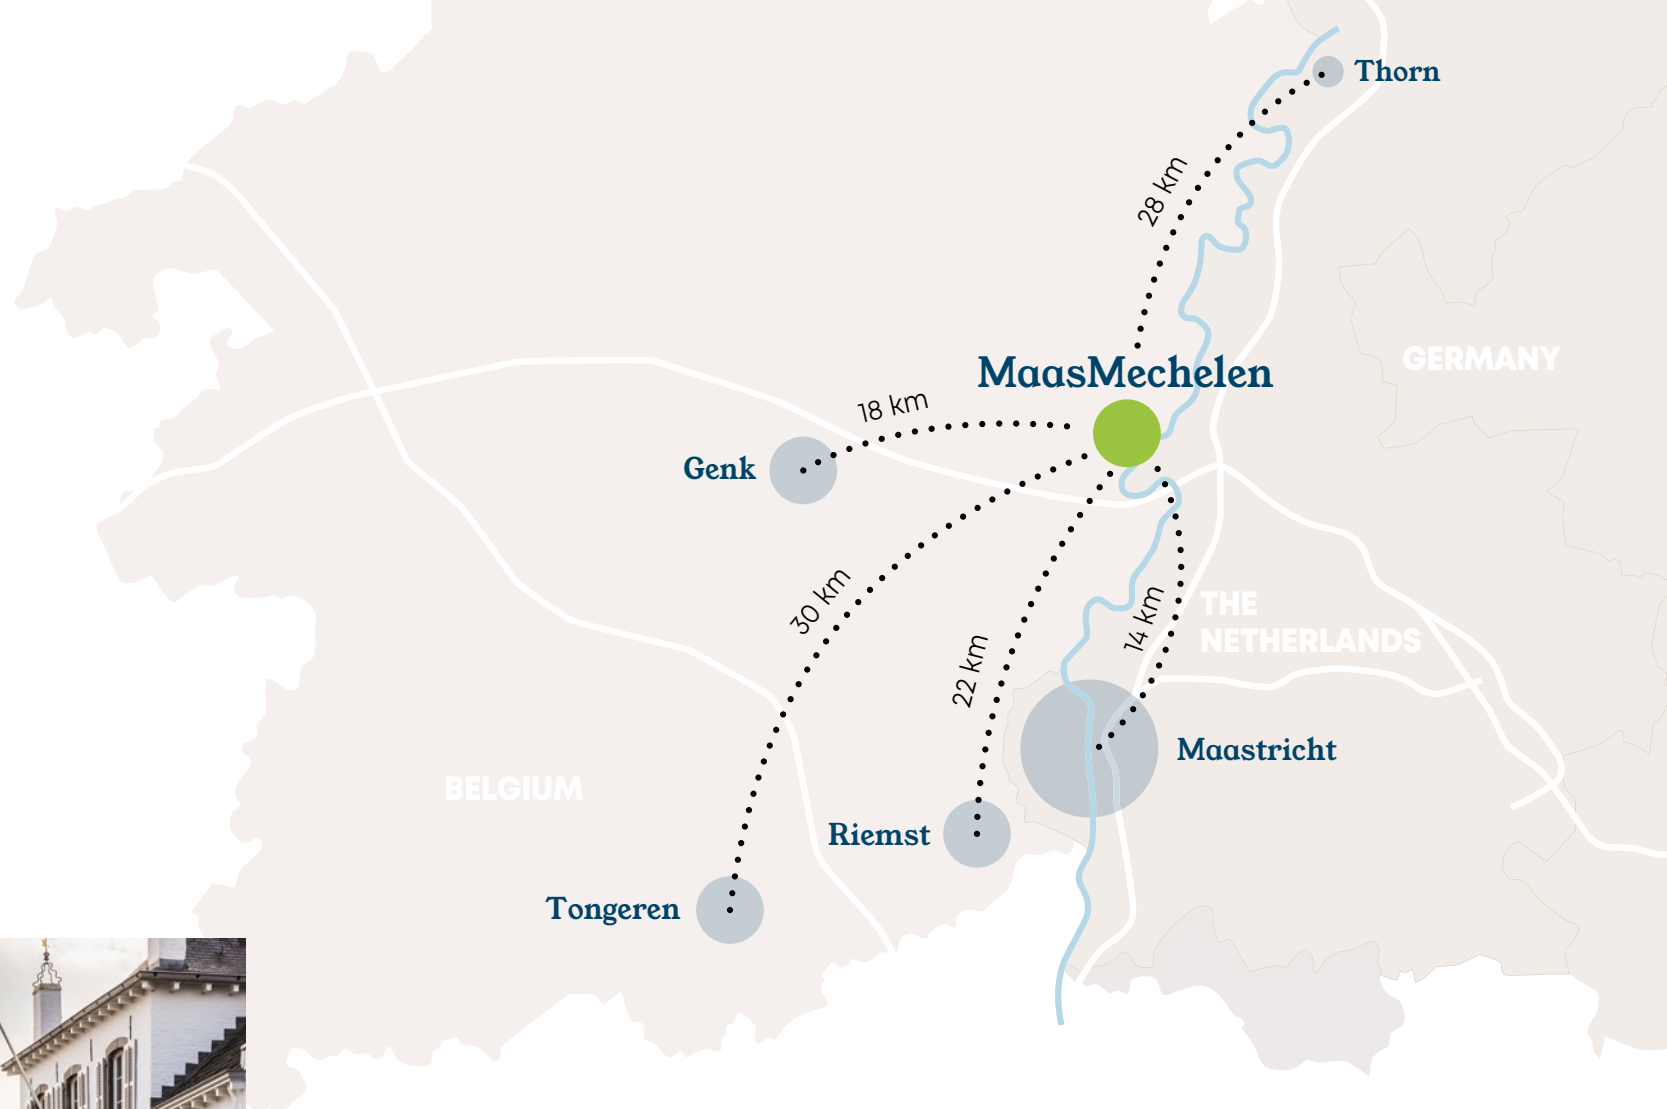 Thorn
28 km
GERMANY
MaasMechelen
18 km
Genk
30 km
22 km
14 km
THE
NETHERLANDS
Maastricht
BELGIUM
Riemst
Tongeren